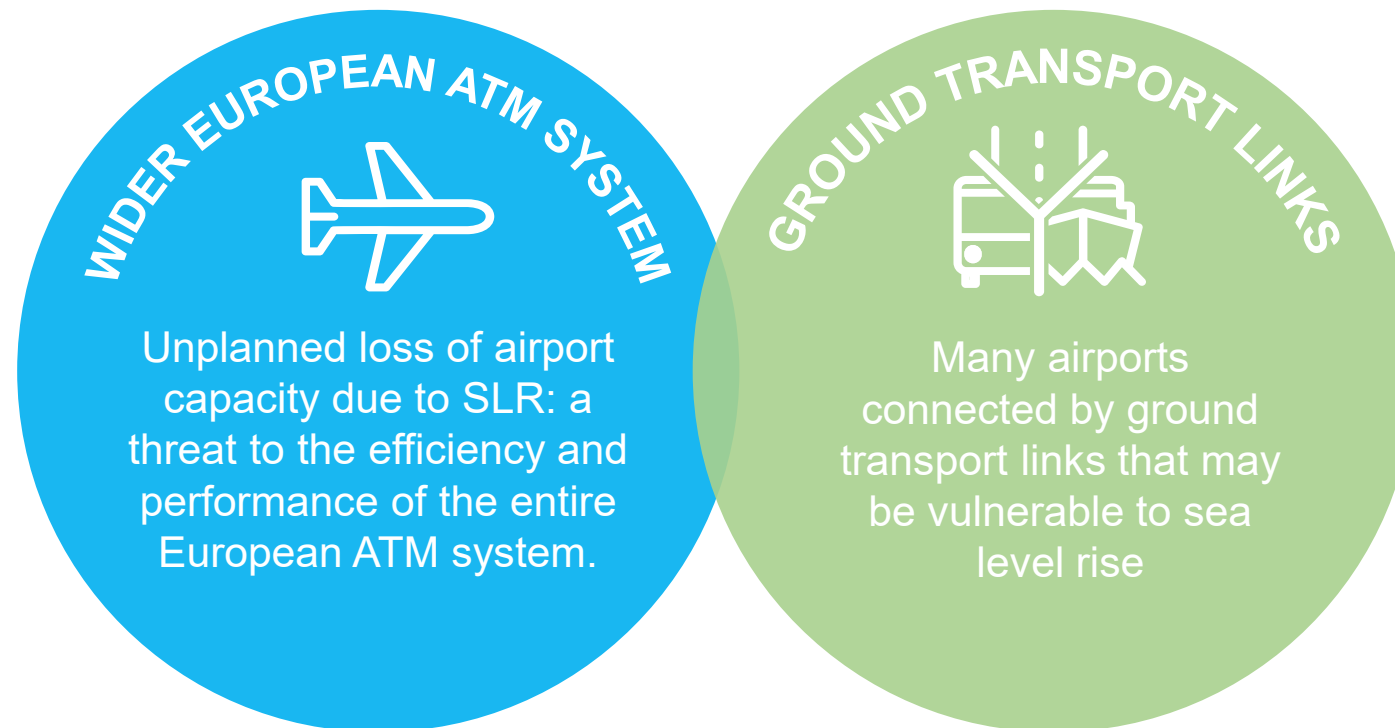 WIDER EUROPEAN ATM SYSTEM
Unplanned loss of airport
capacity due to SLR: a
threat to the efficiency and
performance of the entire
European ATM system.
GROUND TRANSPORT LINKS
Many airports
connected by ground
transport links that may
be vulnerable to sea
level rise